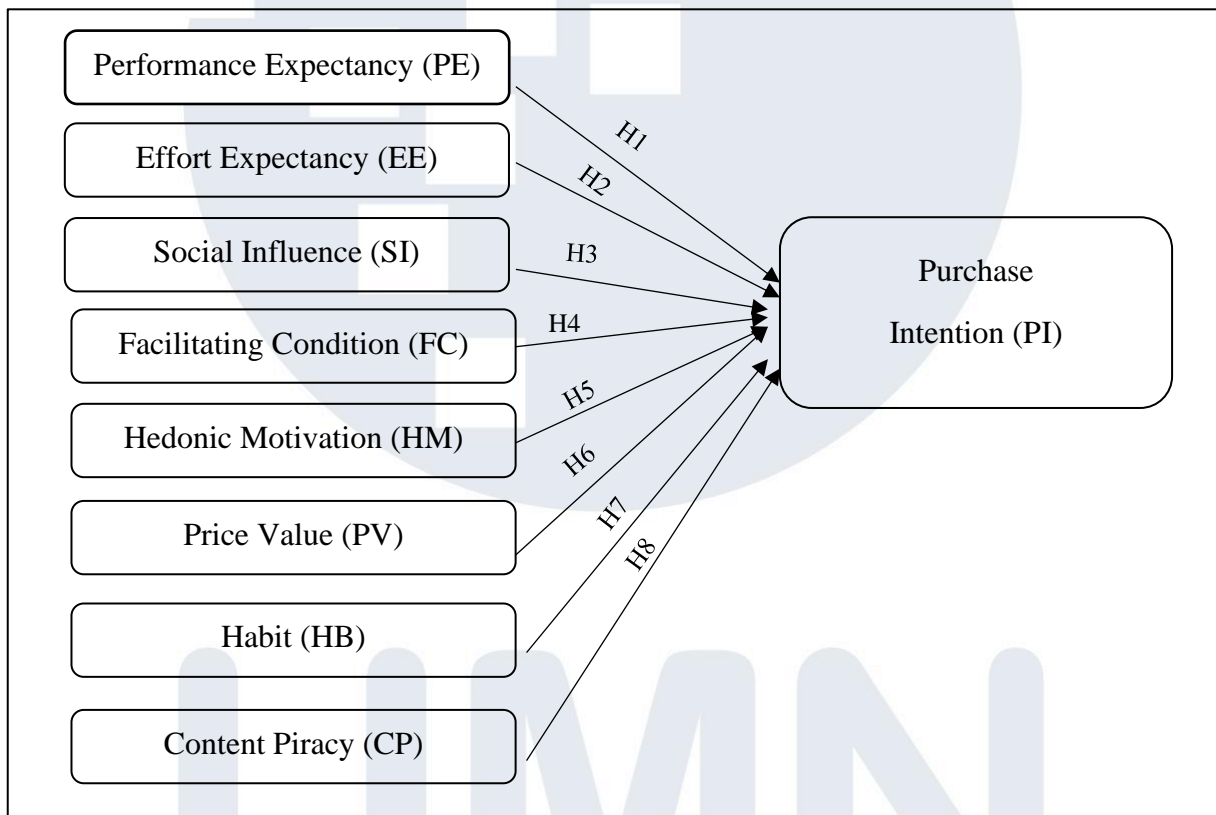 Performance Expectancy (PE)
Effort Expectancy (EE)
Social Influence (SI)
Facilitating Condition (FC)
Hedonic Motivation (HM)
Price Value (PV)
Habit (HB)
Content Piracy (CP)
H1
H2
H3
H4
H5
H6
H7
H8
Purchase
Intention (PI)
UMN